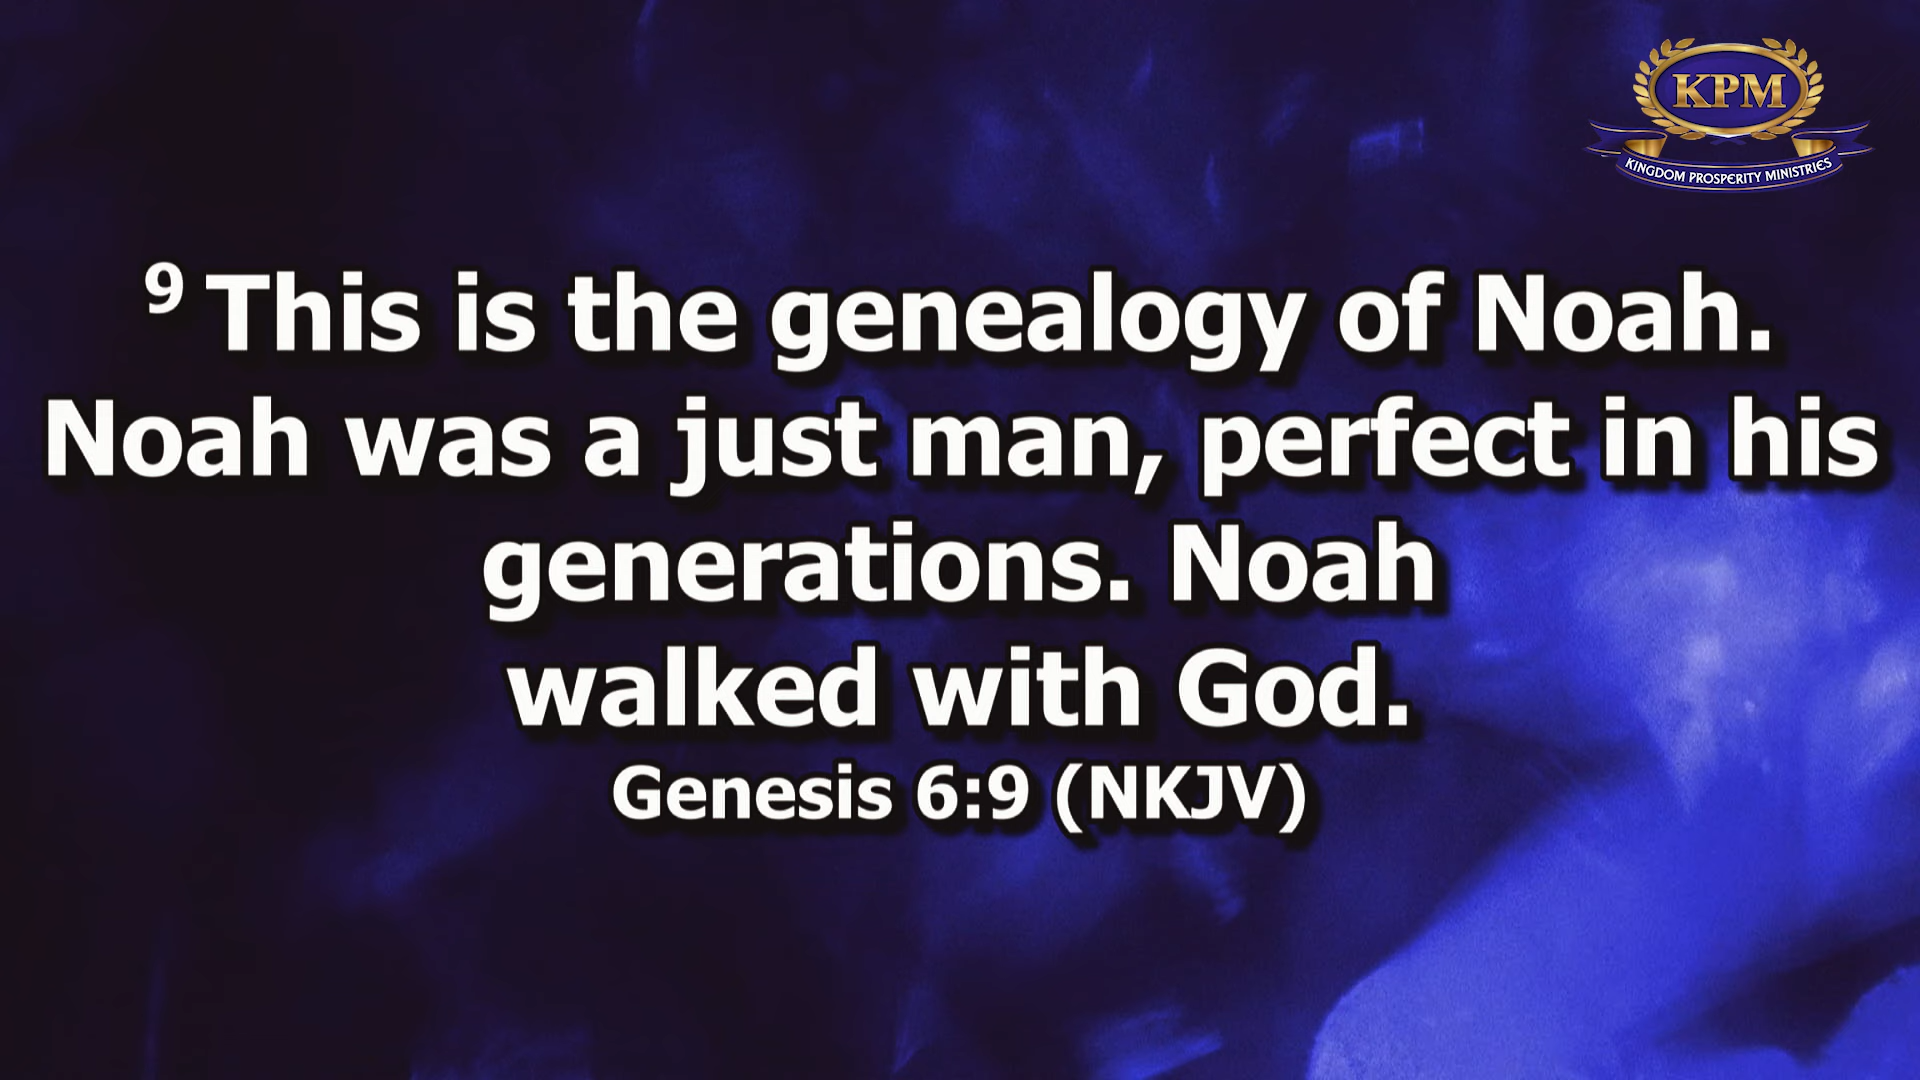 KPM
KINGDOM PROSPERITY MINISTRIES
9 This is the genealogy of Noah.
Noah was a just man, perfect in his
generations. Noah
walked with God.
Genesis 6:9 (NKJV)